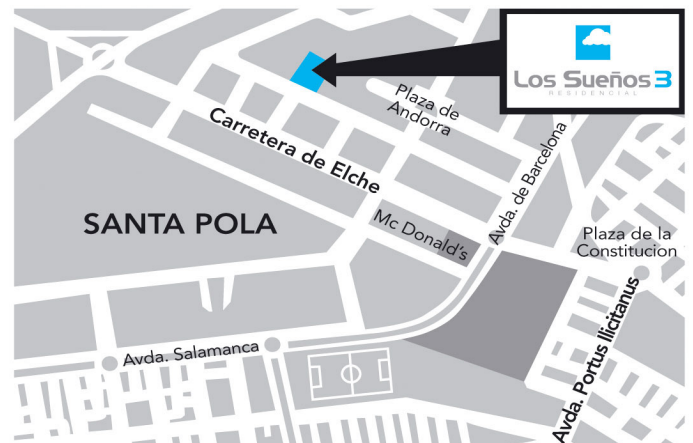 Los Sueños 3
RESIDENCIAL
Plaza de
Andorra
Carretera de Elche
Avda. de Barcelona
SANTA POLA
Mc Donald's
Plaza de la
Constitucion
Avda. Portus Ilicitanus
Avda. Salamanca